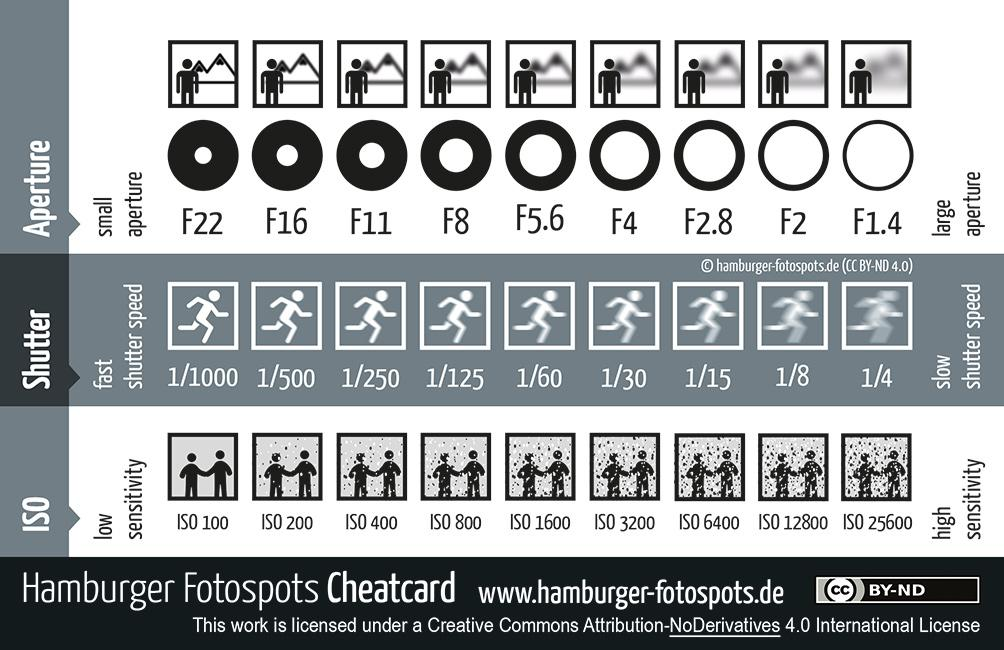 Aperture
small
aperture
F22 F16 F11 F8 F5.6 F4 F2.8 F2 F1.4
large
aperture
© hamburger-fotospots.de (CC BY-ND 4.0)
Shutter
fast
shutter speed
1/1000 1/500 1/250 1/125 1/60 1/30 1/15 1/8 1/4
slow
shutter speed
ISO
low
sensitivity
ISO 100 ISO 200 ISO 400 ISO 800 ISO 1600 ISO 3200 ISO 6400 ISO 12800 ISO 25600
high
sensitivity
Hamburger Fotospots Cheatcard www.hamburger-fotospots.de cc BY-ND
This work is licensed under a Creative Commons Attribution-NoDerivatives 4.0 International License